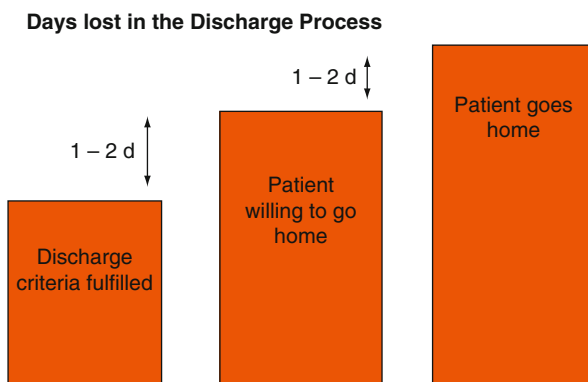 Days lost in the Discharge Process
1 – 2 d
1 – 2 d
Patient goes
home
Patient
willing to go
home
Discharge
criteria fulfilled